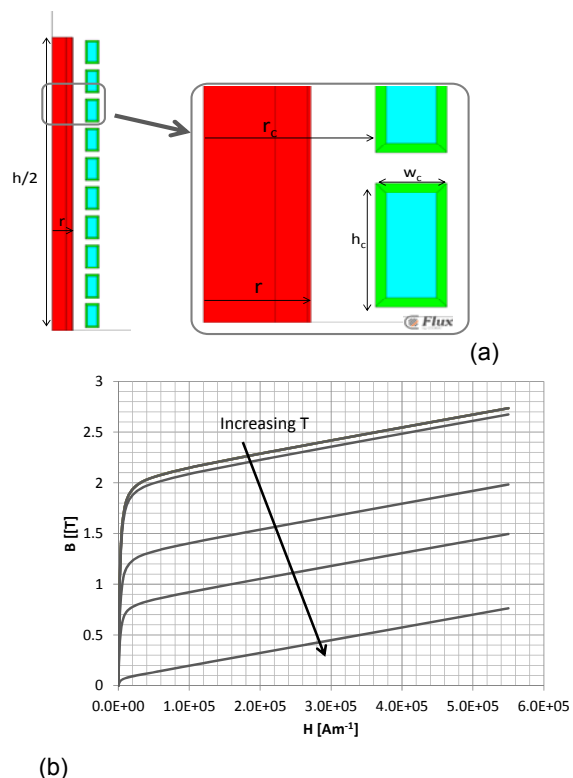 h/2
r
r_c
w_c
h_c
r
Flux
(a)
3
Increasing T
2.5
2
1.5
1
0.5
0
B [[T)
0.0E+00 1.0E+05 2.0E+05 3.0E+05 4.0E+05 5.0E+05 6.0E+05
H [Am⁻¹]
(b)